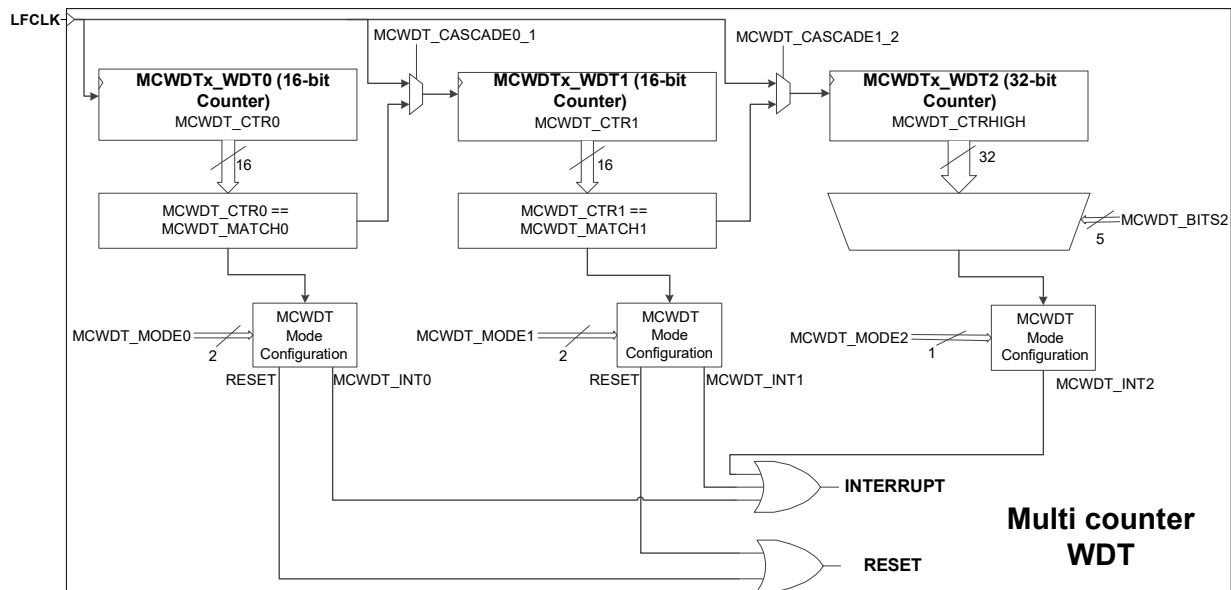 LFCLK
MCWDT_CASCADE0_1
MCWDT_CASCADE1_2
MCWDTx_WDT0 (16-bit
Counter)
MCWDT_CTR0
MCWDTx_WDT1 (16-bit
Counter)
MCWDT_CTR1
MCWDTx_WDT2 (32-bit
Counter)
MCWDT_CTRHIGH
16
16
32
MCWDT_CTR0 ==
MCWDT_MATCH0
MCWDT_CTR1 ==
MCWDT_MATCH1
MCWDT_BITS2
5
MCWDT_MODE0
2
MCWDT
Mode
Configuration
MCWDT_MODE1
2
MCWDT
Mode
Configuration
MCWDT_MODE2
1
MCWDT
Mode
Configuration
RESET
MCWDT_INT0
RESET
MCWDT_INT1
MCWDT_INT2
INTERRUPT
RESET
Multi counter
WDT